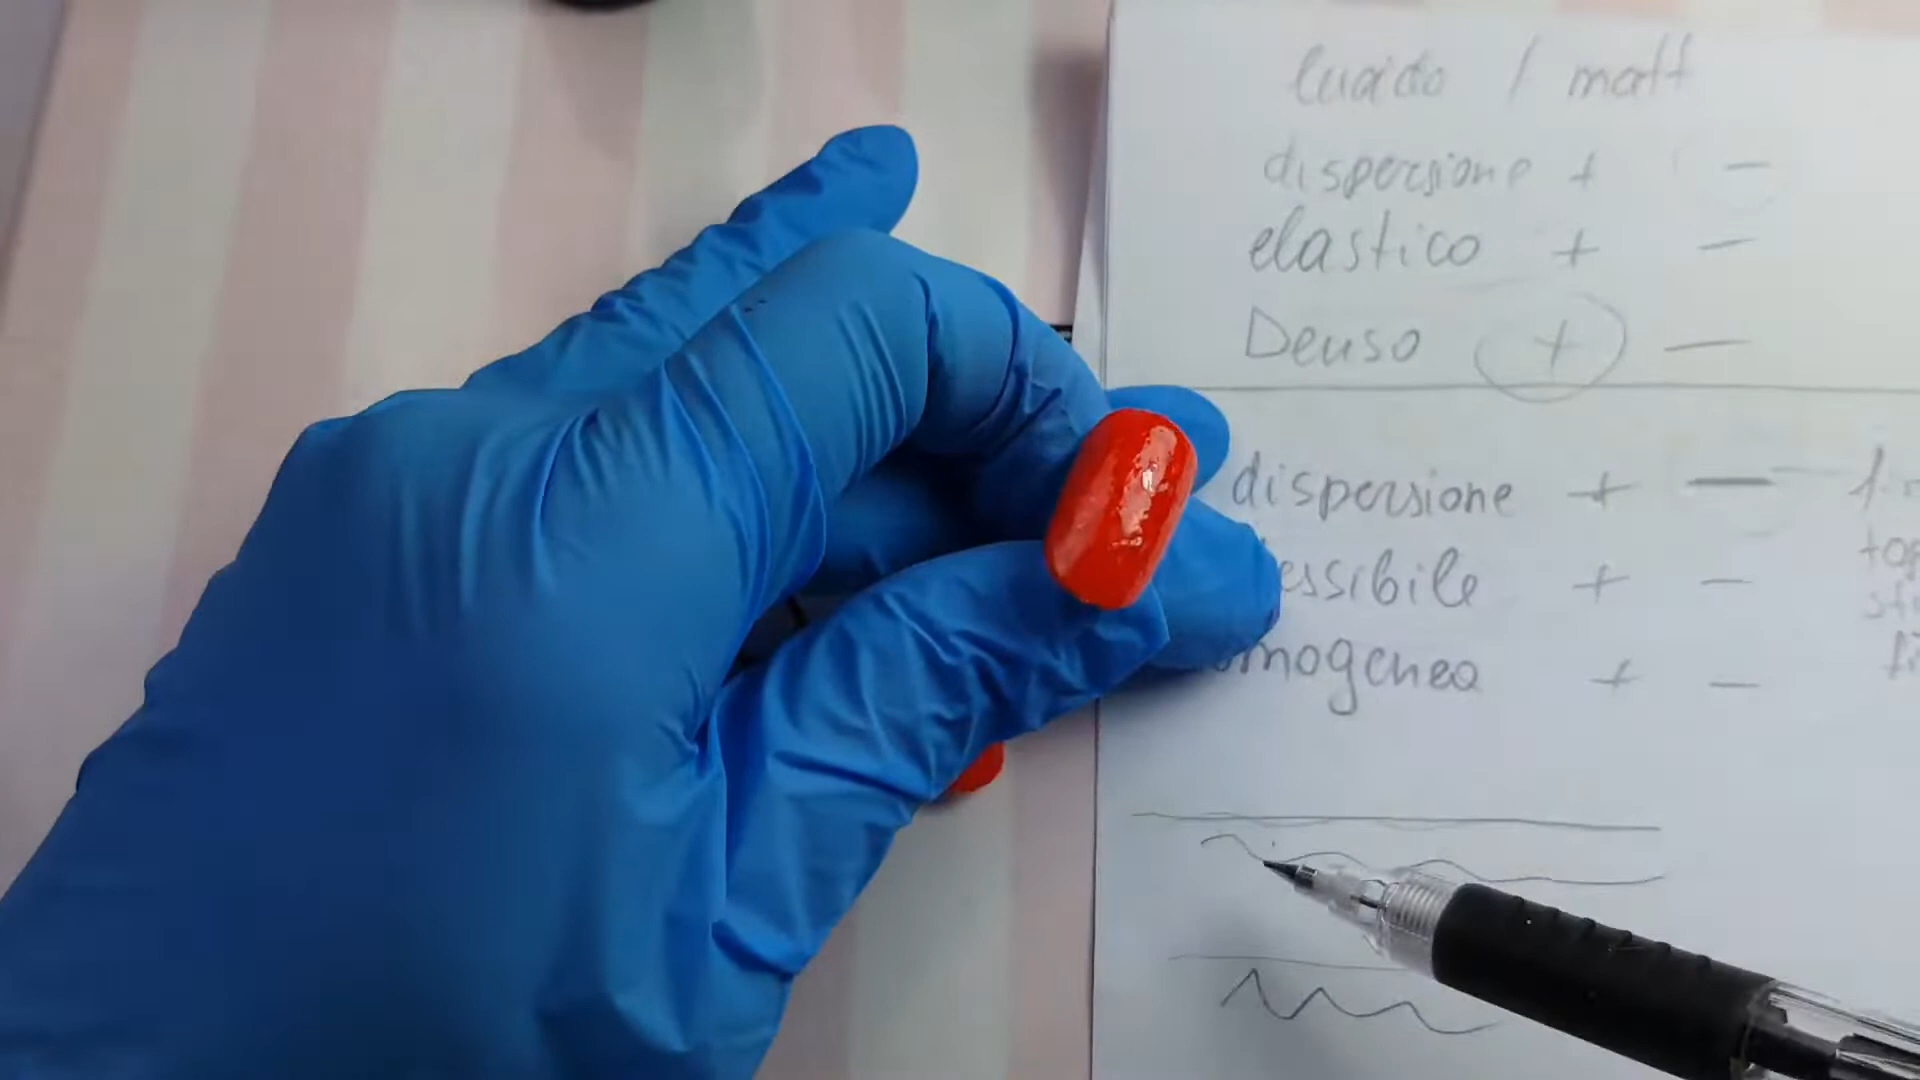 lucido / matt
dispersione + -
elastico + -
Denso + -
dispersione + -
essibile + -
omogeneo + -